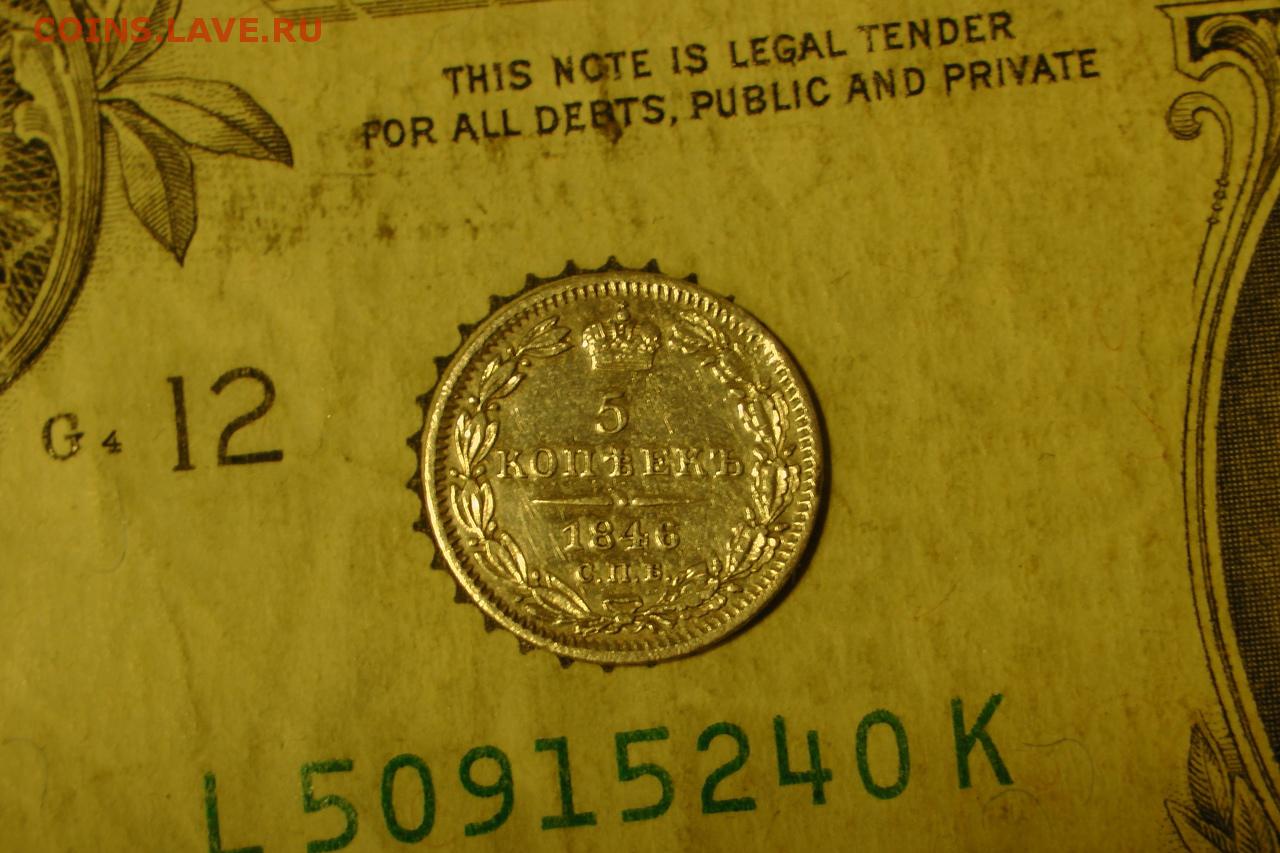 COINS.LAVE.RU
THIS NOTE IS LEGAL TENDER
FOR ALL DEBTS, PUBLIC AND PRIVATE
G4 12
5
КОПѢЕКЪ
1846
С.П.Б.
L50915240K